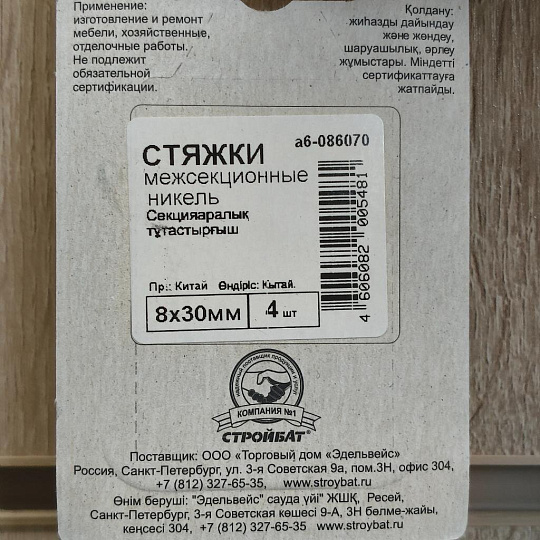 Применение:
изготовление и ремонт
мебели, хозяйственные,
отделочные работы.
Не подлежит
обязательной
сертификации.
Қолдану:
жиһазды дайындау
және жөндеу,
шаруашылық, әрлеу
жұмыстары. Міндетті
сертификаттауға
жатпайды.
а6-086070
СТЯЖКИ
межсекционные
никель
Секцияаралық
тұтастырғыш
Пр.: Китай Өндіріс: Қытай.
8х30мм 4 шт
4 606082 005481
надежный поставщик продукции и услуг
КОМПАНИЯ №1
СТРОЙБАТ®
Поставщик: ООО «Торговый дом «Эдельвейс»
Россия, Санкт-Петербург, ул. 3-я Советская 9а, пом.3Н, офис 304,
+7 (812) 327-65-35 www.stroybat.ru
Өнім беруші: "Эдельвейс" сауда үйі" ЖШҚ, Ресей,
Санкт-Петербург, 3-я Советская көшесі 9-А, 3Н бөлме-жайы,
кеңсесі 304, +7 (812) 327-65-35 www.stroybat.ru